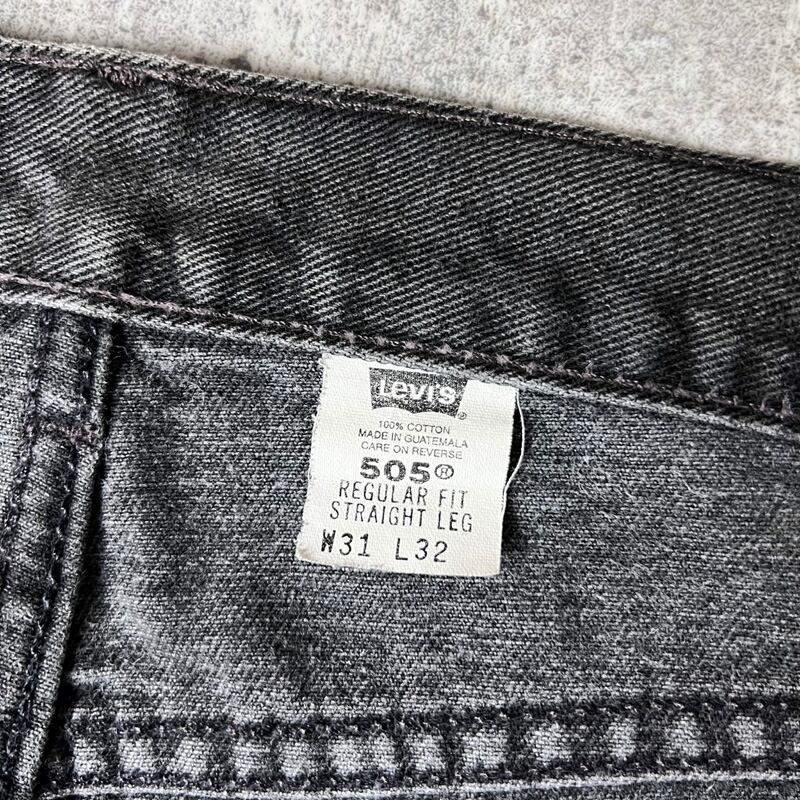 Levi's
100% COTTON
MADE IN GUATEMALA
CARE ON REVERSE
505®
REGULAR FIT
STRAIGHT LEG
W31 L32